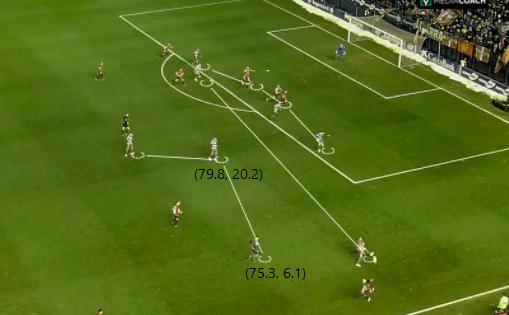 MEDIACOACH
(79.8, 20.2)
(75.3, 6.1)